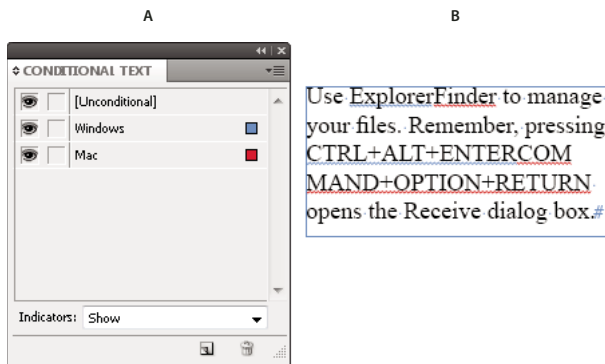 A
B
CONDITIONAL TEXT
[Unconditional]
Windows
Mac
Indicators: Show
Use ExplorerFinder to manage
your files. Remember, pressing
CTRL+ALT+ENTERCOM
MAND+OPTION+RETURN
opens the Receive dialog box.#